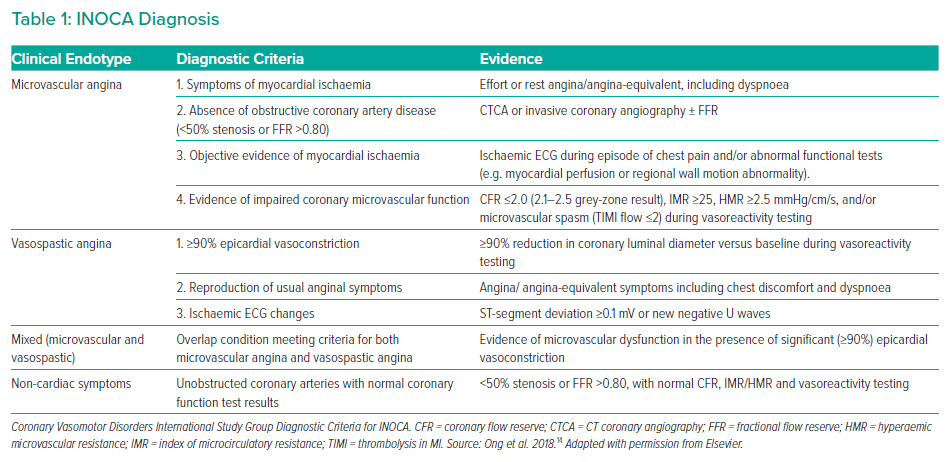 Table 1: INOCA Diagnosis
Clinical Endotype Diagnostic Criteria Evidence
Microvascular angina 1. Symptoms of myocardial ischaemia Effort or rest angina/angina-equivalent, including dyspnoea
2. Absence of obstructive coronary artery disease CTCA or invasive coronary angiography ± FFR
(<50% stenosis or FFR >0.80)
3. Objective evidence of myocardial ischaemia Ischaemic ECG during episode of chest pain and/or abnormal functional tests
(e.g. myocardial perfusion or regional wall motion abnormality).
4. Evidence of impaired coronary microvascular function CFR ≤2.0 (2.1–2.5 grey-zone result), IMR ≥25, HMR ≥2.5 mmHg/cm/s, and/or
microvascular spasm (TIMI flow ≤2) during vasoreactivity testing
Vasospastic angina 1. ≥90% epicardial vasoconstriction ≥90% reduction in coronary luminal diameter versus baseline during vasoreactivity
testing
2. Reproduction of usual anginal symptoms Angina/ angina-equivalent symptoms including chest discomfort and dyspnoea
3. Ischaemic ECG changes ST-segment deviation ≥0.1 mV or new negative U waves
Mixed (microvascular and Overlap condition meeting criteria for both Evidence of microvascular dysfunction in the presence of significant (≥90%) epicardial
vasospastic) microvascular angina and vasospastic angina vasoconstriction
Non-cardiac symptoms Unobstructed coronary arteries with normal coronary <50% stenosis or FFR >0.80, with normal CFR, IMR/HMR and vasoreactivity testing
function test results
Coronary Vasomotor Disorders International Study Group Diagnostic Criteria for INOCA. CFR = coronary flow reserve; CTCA = CT coronary angiography; FFR = fractional flow reserve; HMR = hyperaemic
microvascular resistance; IMR = index of microcirculatory resistance; TIMI = thrombolysis in MI. Source: Ong et al. 2018.¹⁴ Adapted with permission from Elsevier.